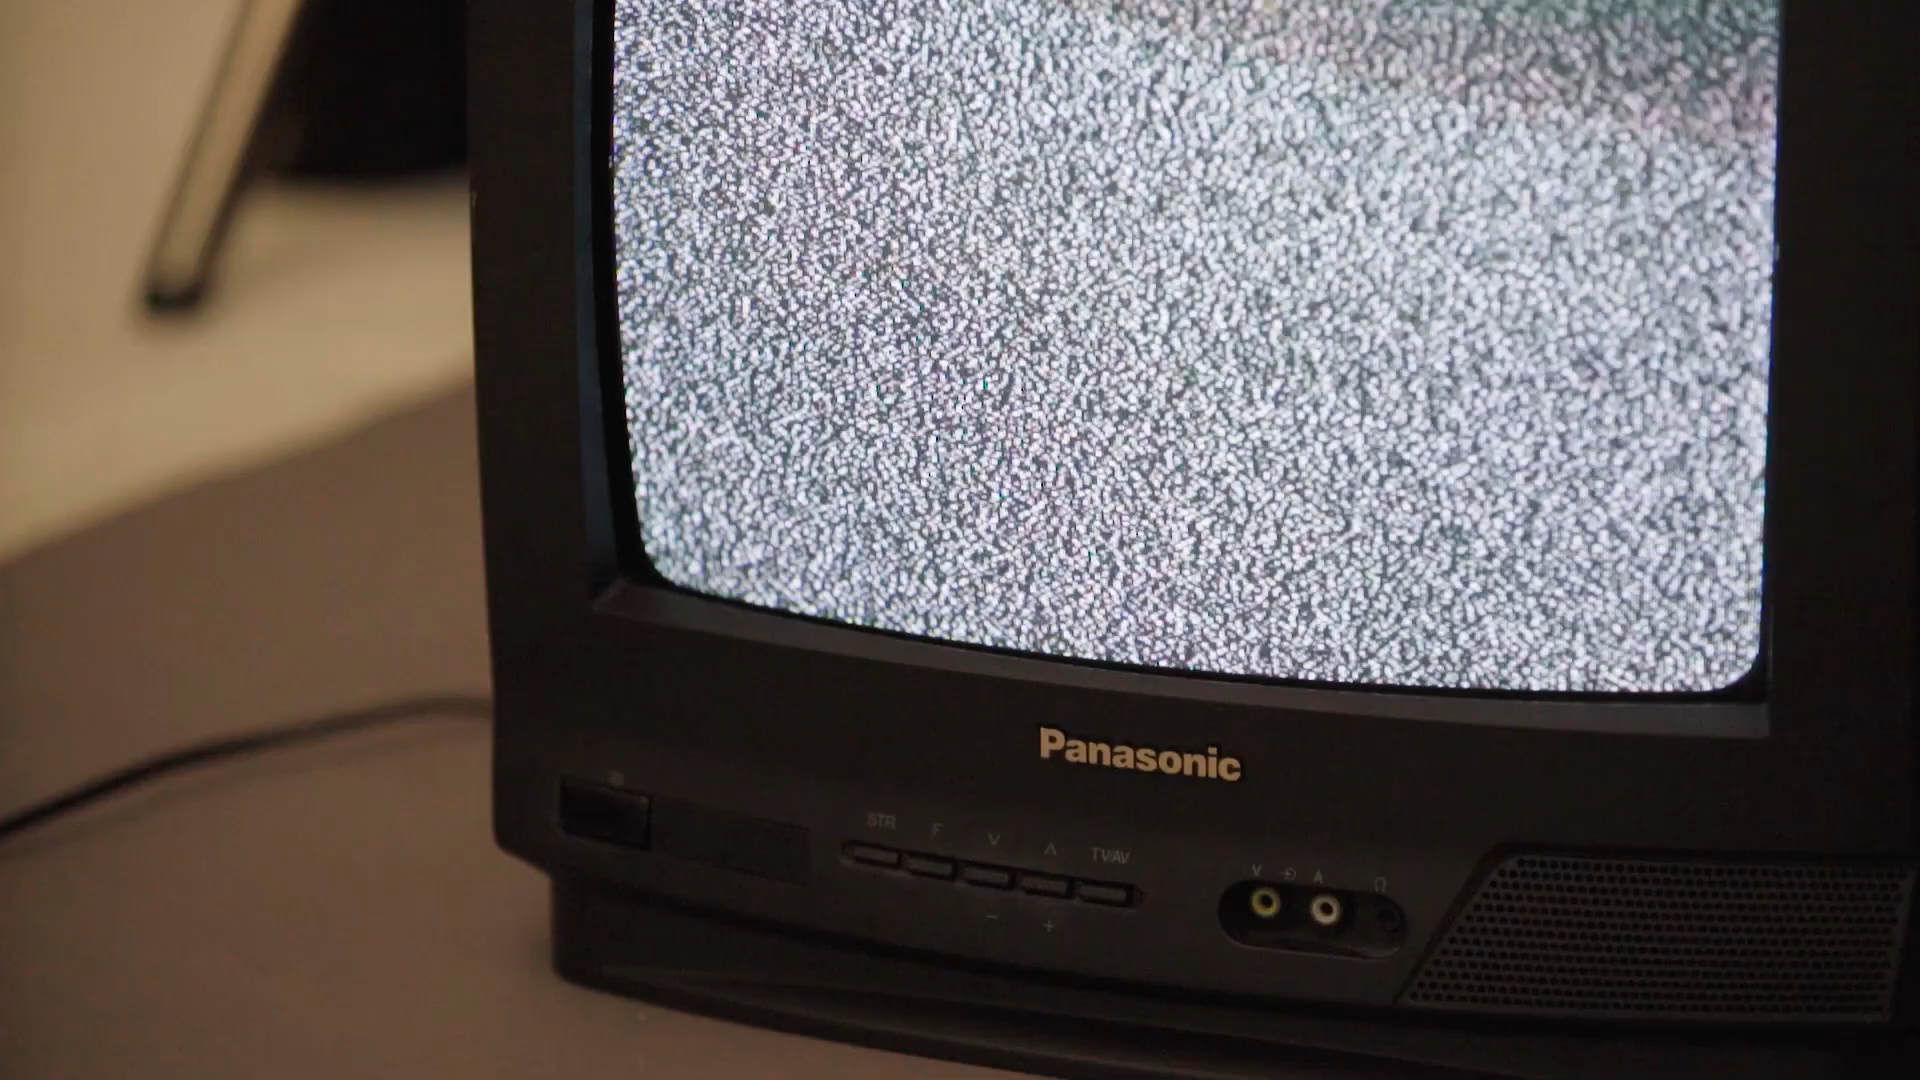 Panasonic
STR F V Λ TV/AV
- +
V A